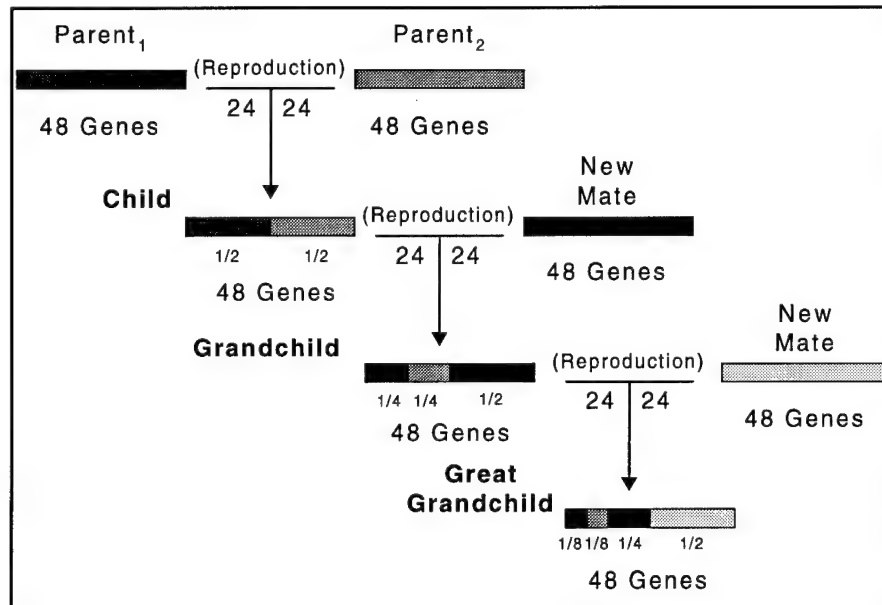 Parent1 Parent2
(Reproduction)
24 24
48 Genes 48 Genes
New
Mate
Child
(Reproduction)
1/2 1/2
24 24
48 Genes
48 Genes
New
Mate
Grandchild
(Reproduction)
1/4 1/4 1/2
24 24
48 Genes
48 Genes
Great
Grandchild
1/8 1/8 1/4 1/2
48 Genes